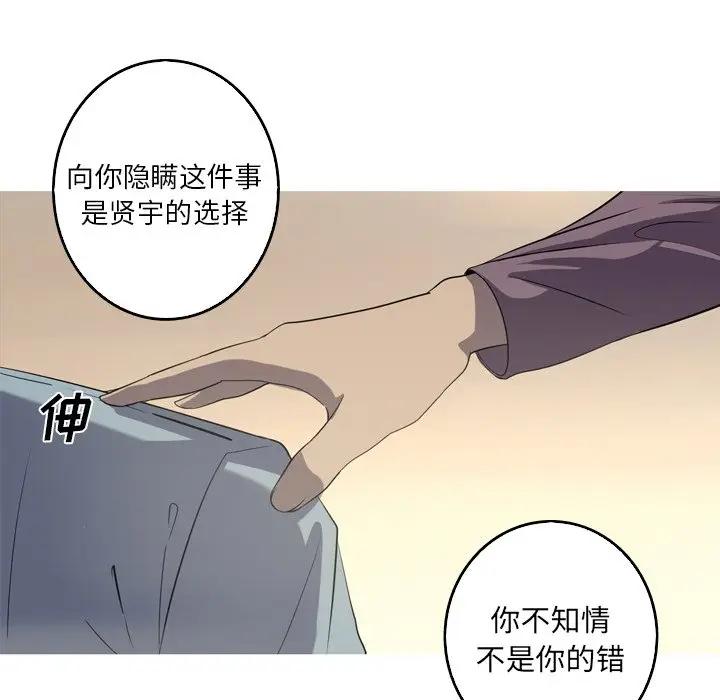 向你隐瞒这件事
是贤宇的选择
伸
你不知情
不是你的错